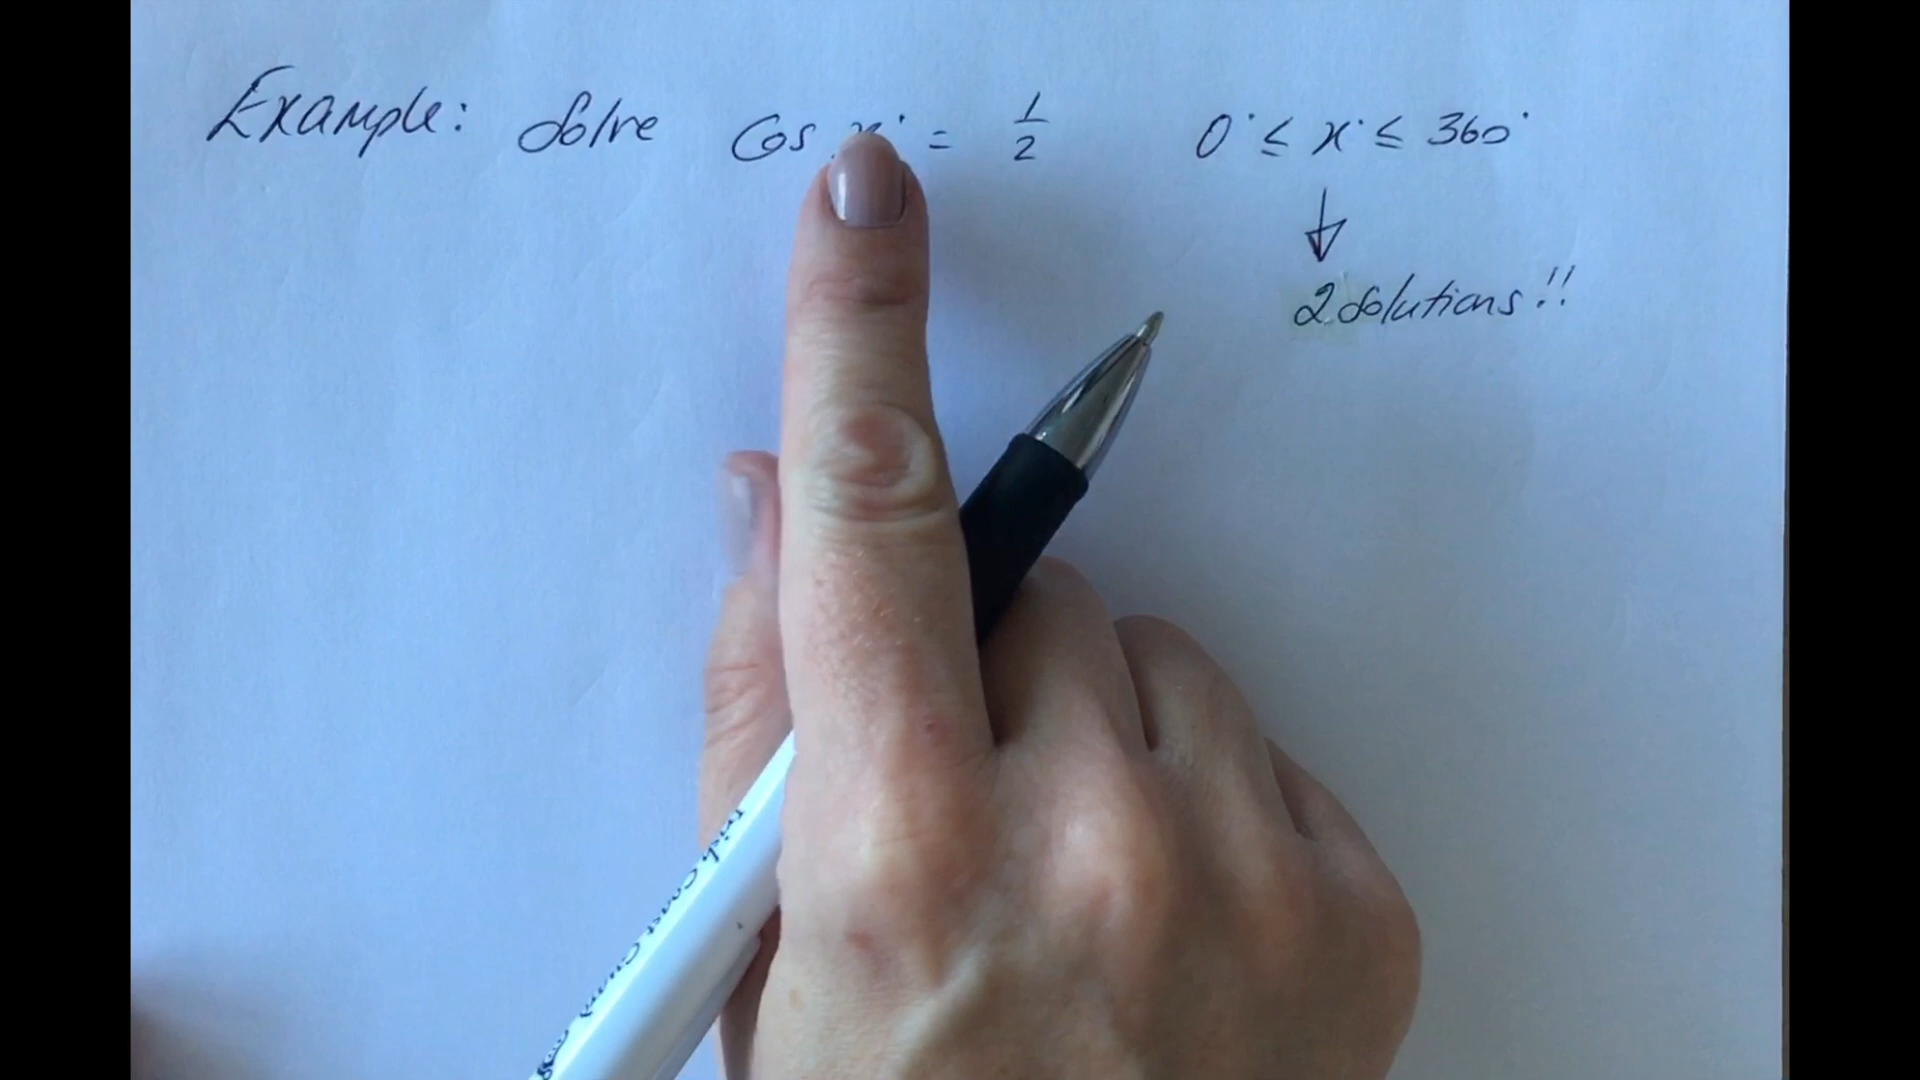 Example: Solve Cos x° = 1/2 0° ≤ x° ≤ 360°
↓
2 Solutions!!